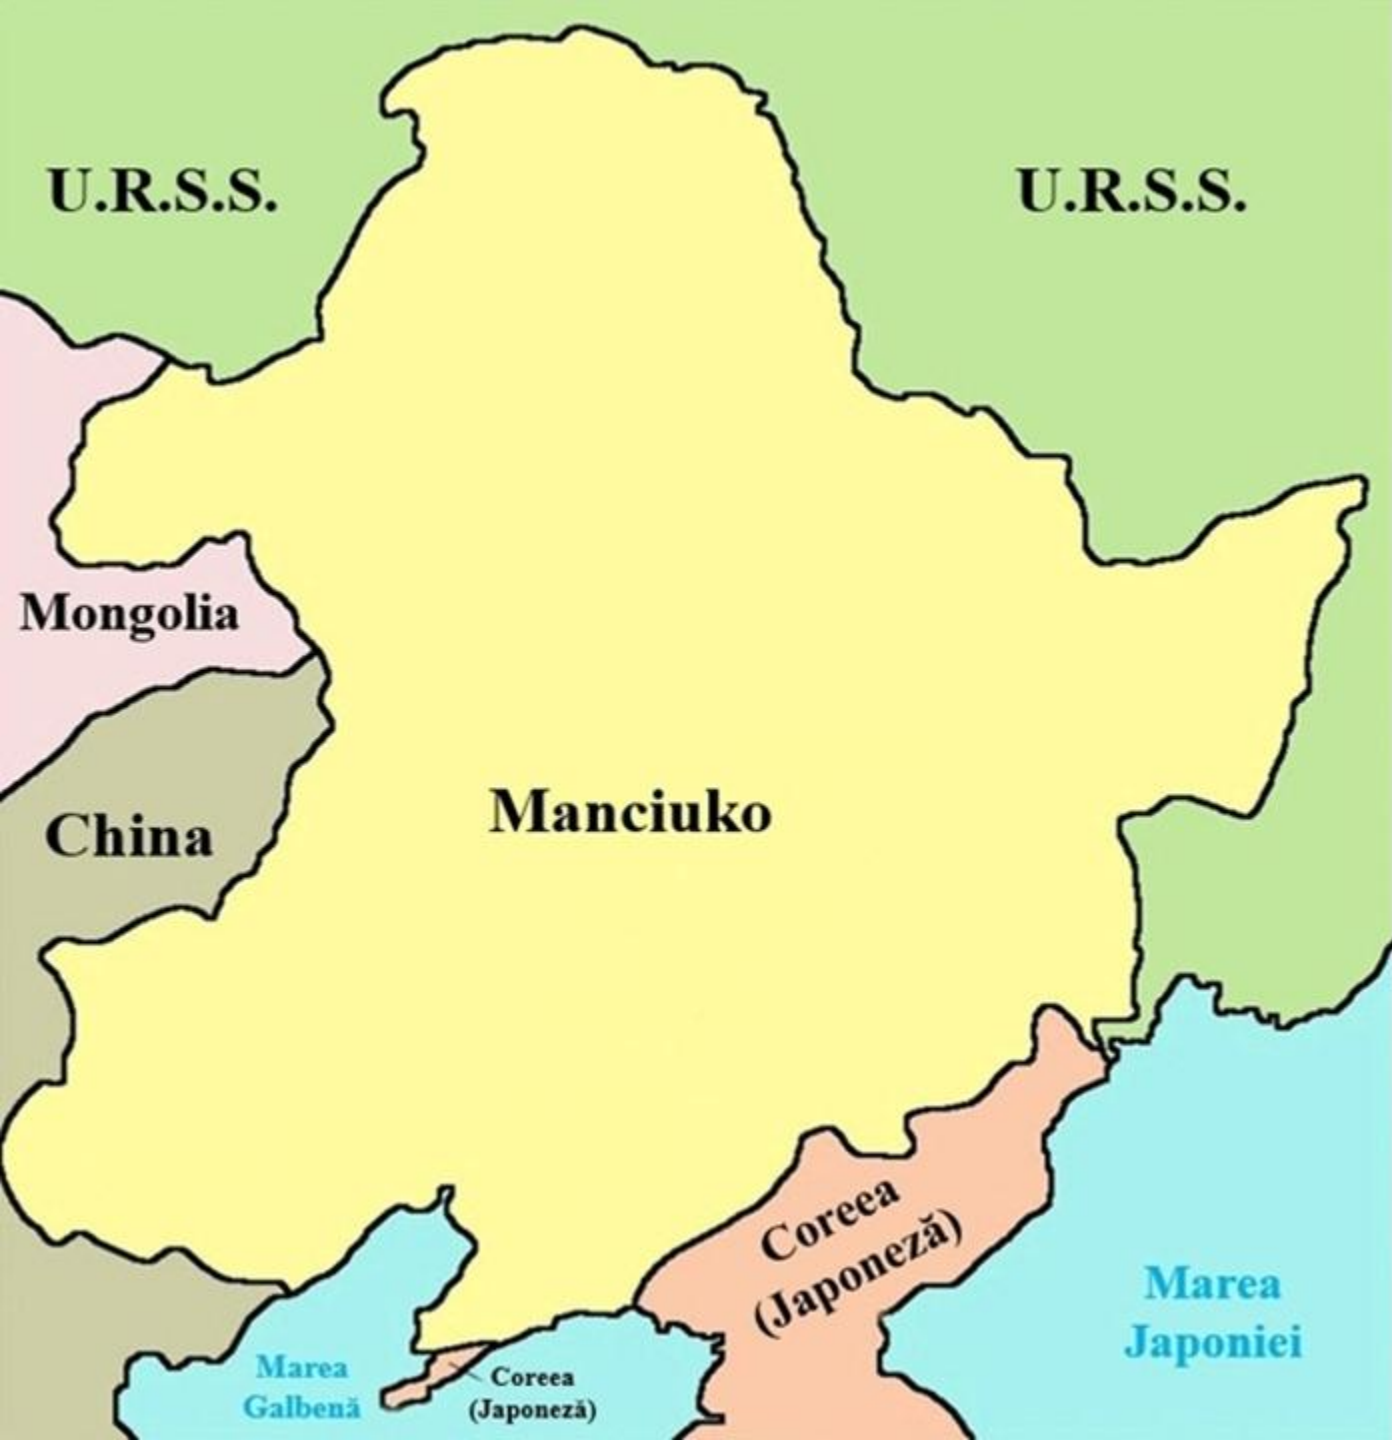 U.R.S.S.
U.R.S.S.
Mongolia
China
Manciuko
Coreea
(Japoneză)
Marea
Japoniei
Marea
Galbenă
Coreea
(Japoneză)